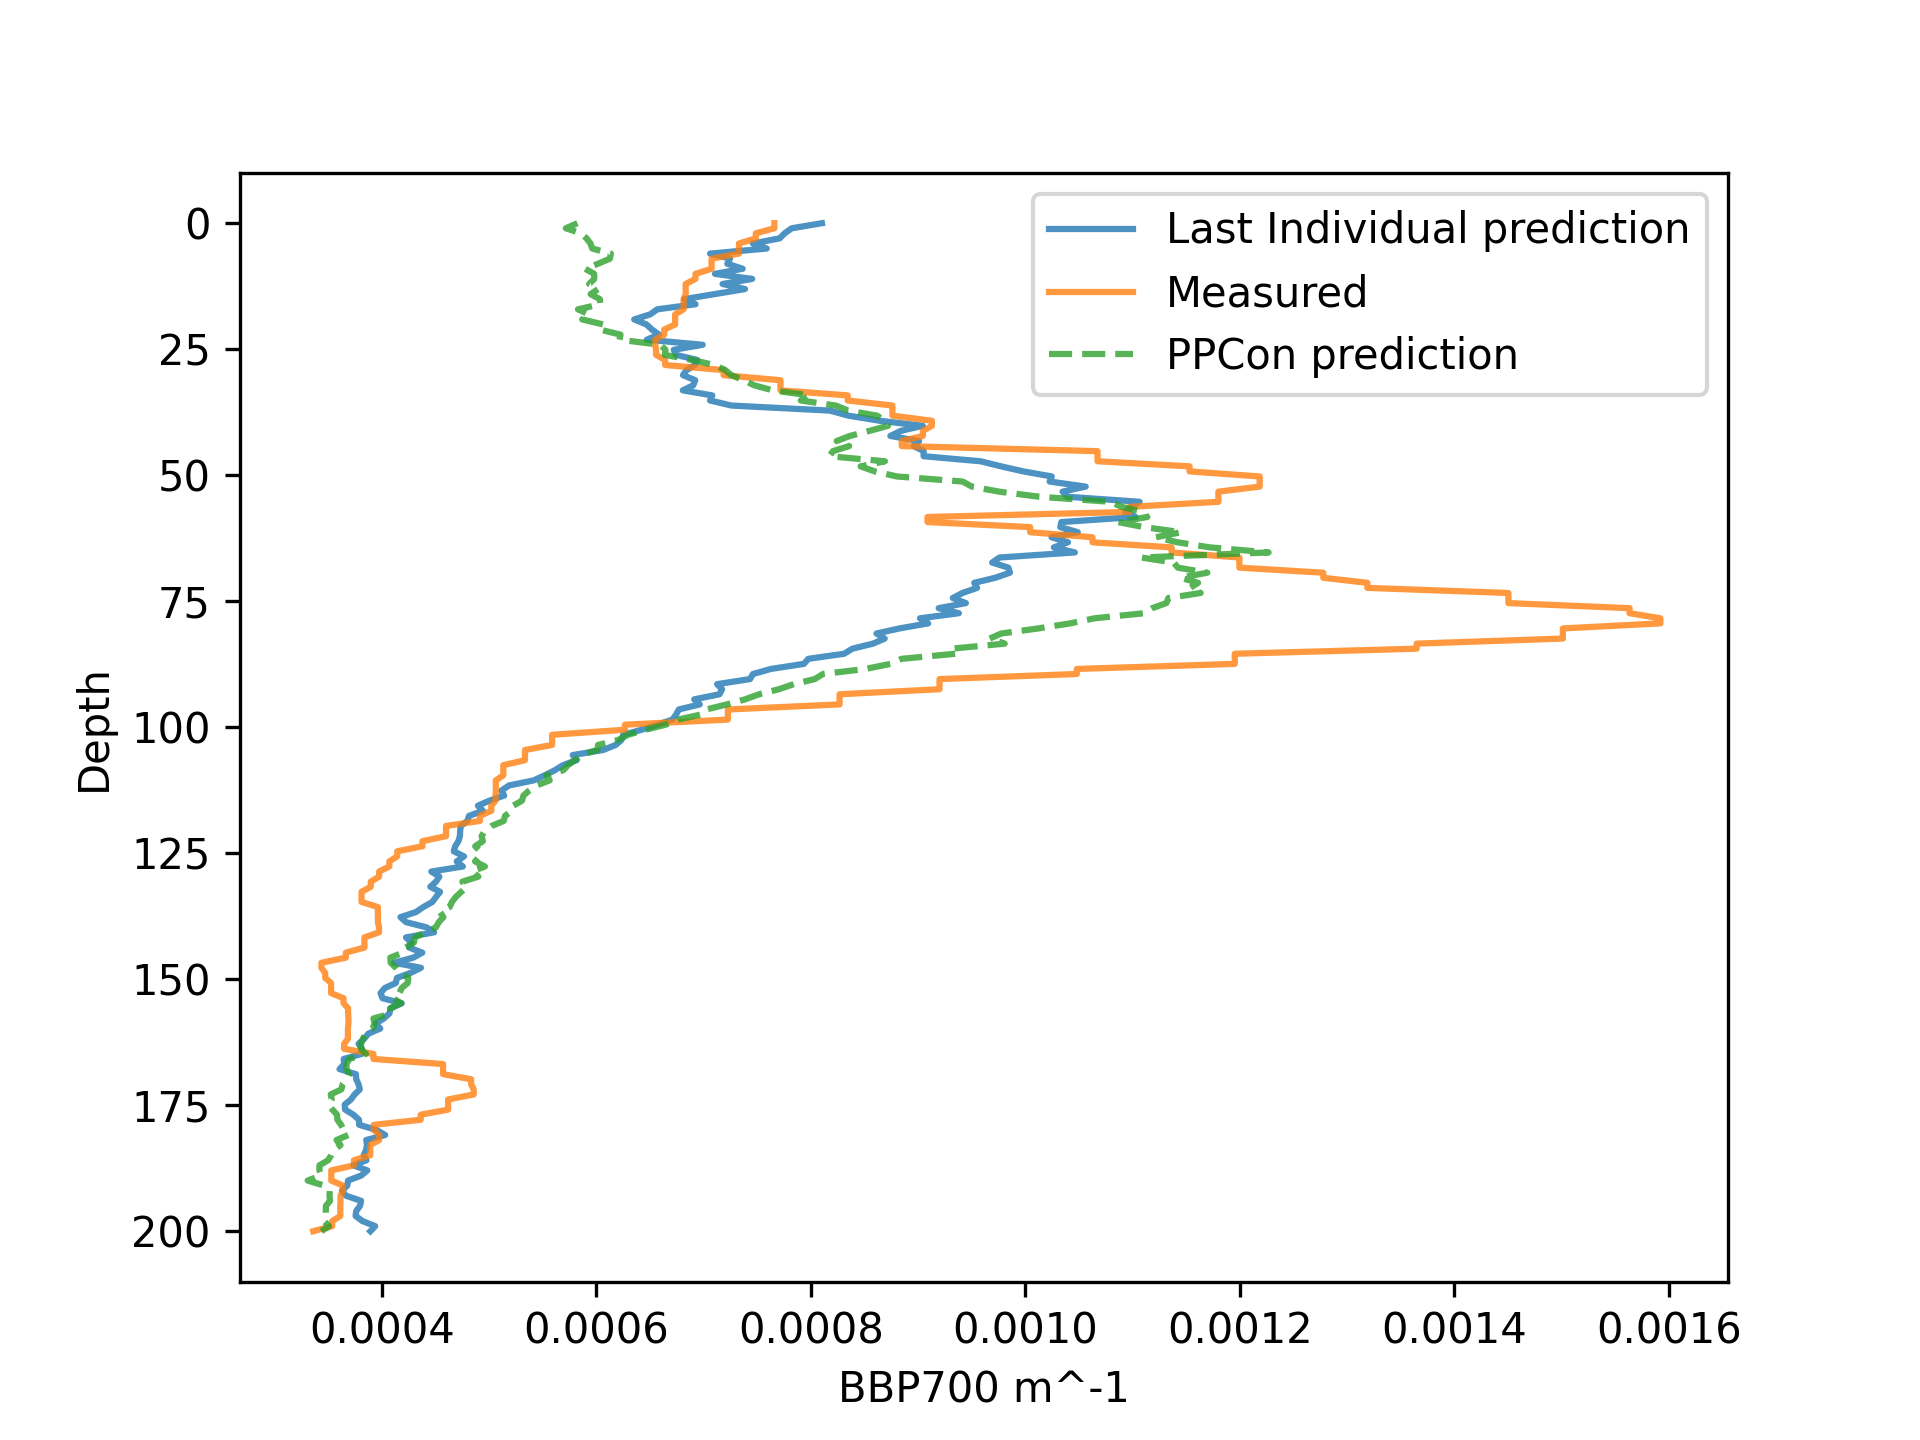 Last Individual prediction
Measured
PPCon prediction
0
25
50
75
100
125
150
175
200
Depth
0.0004 0.0006 0.0008 0.0010 0.0012 0.0014 0.0016
BBP700 m^-1